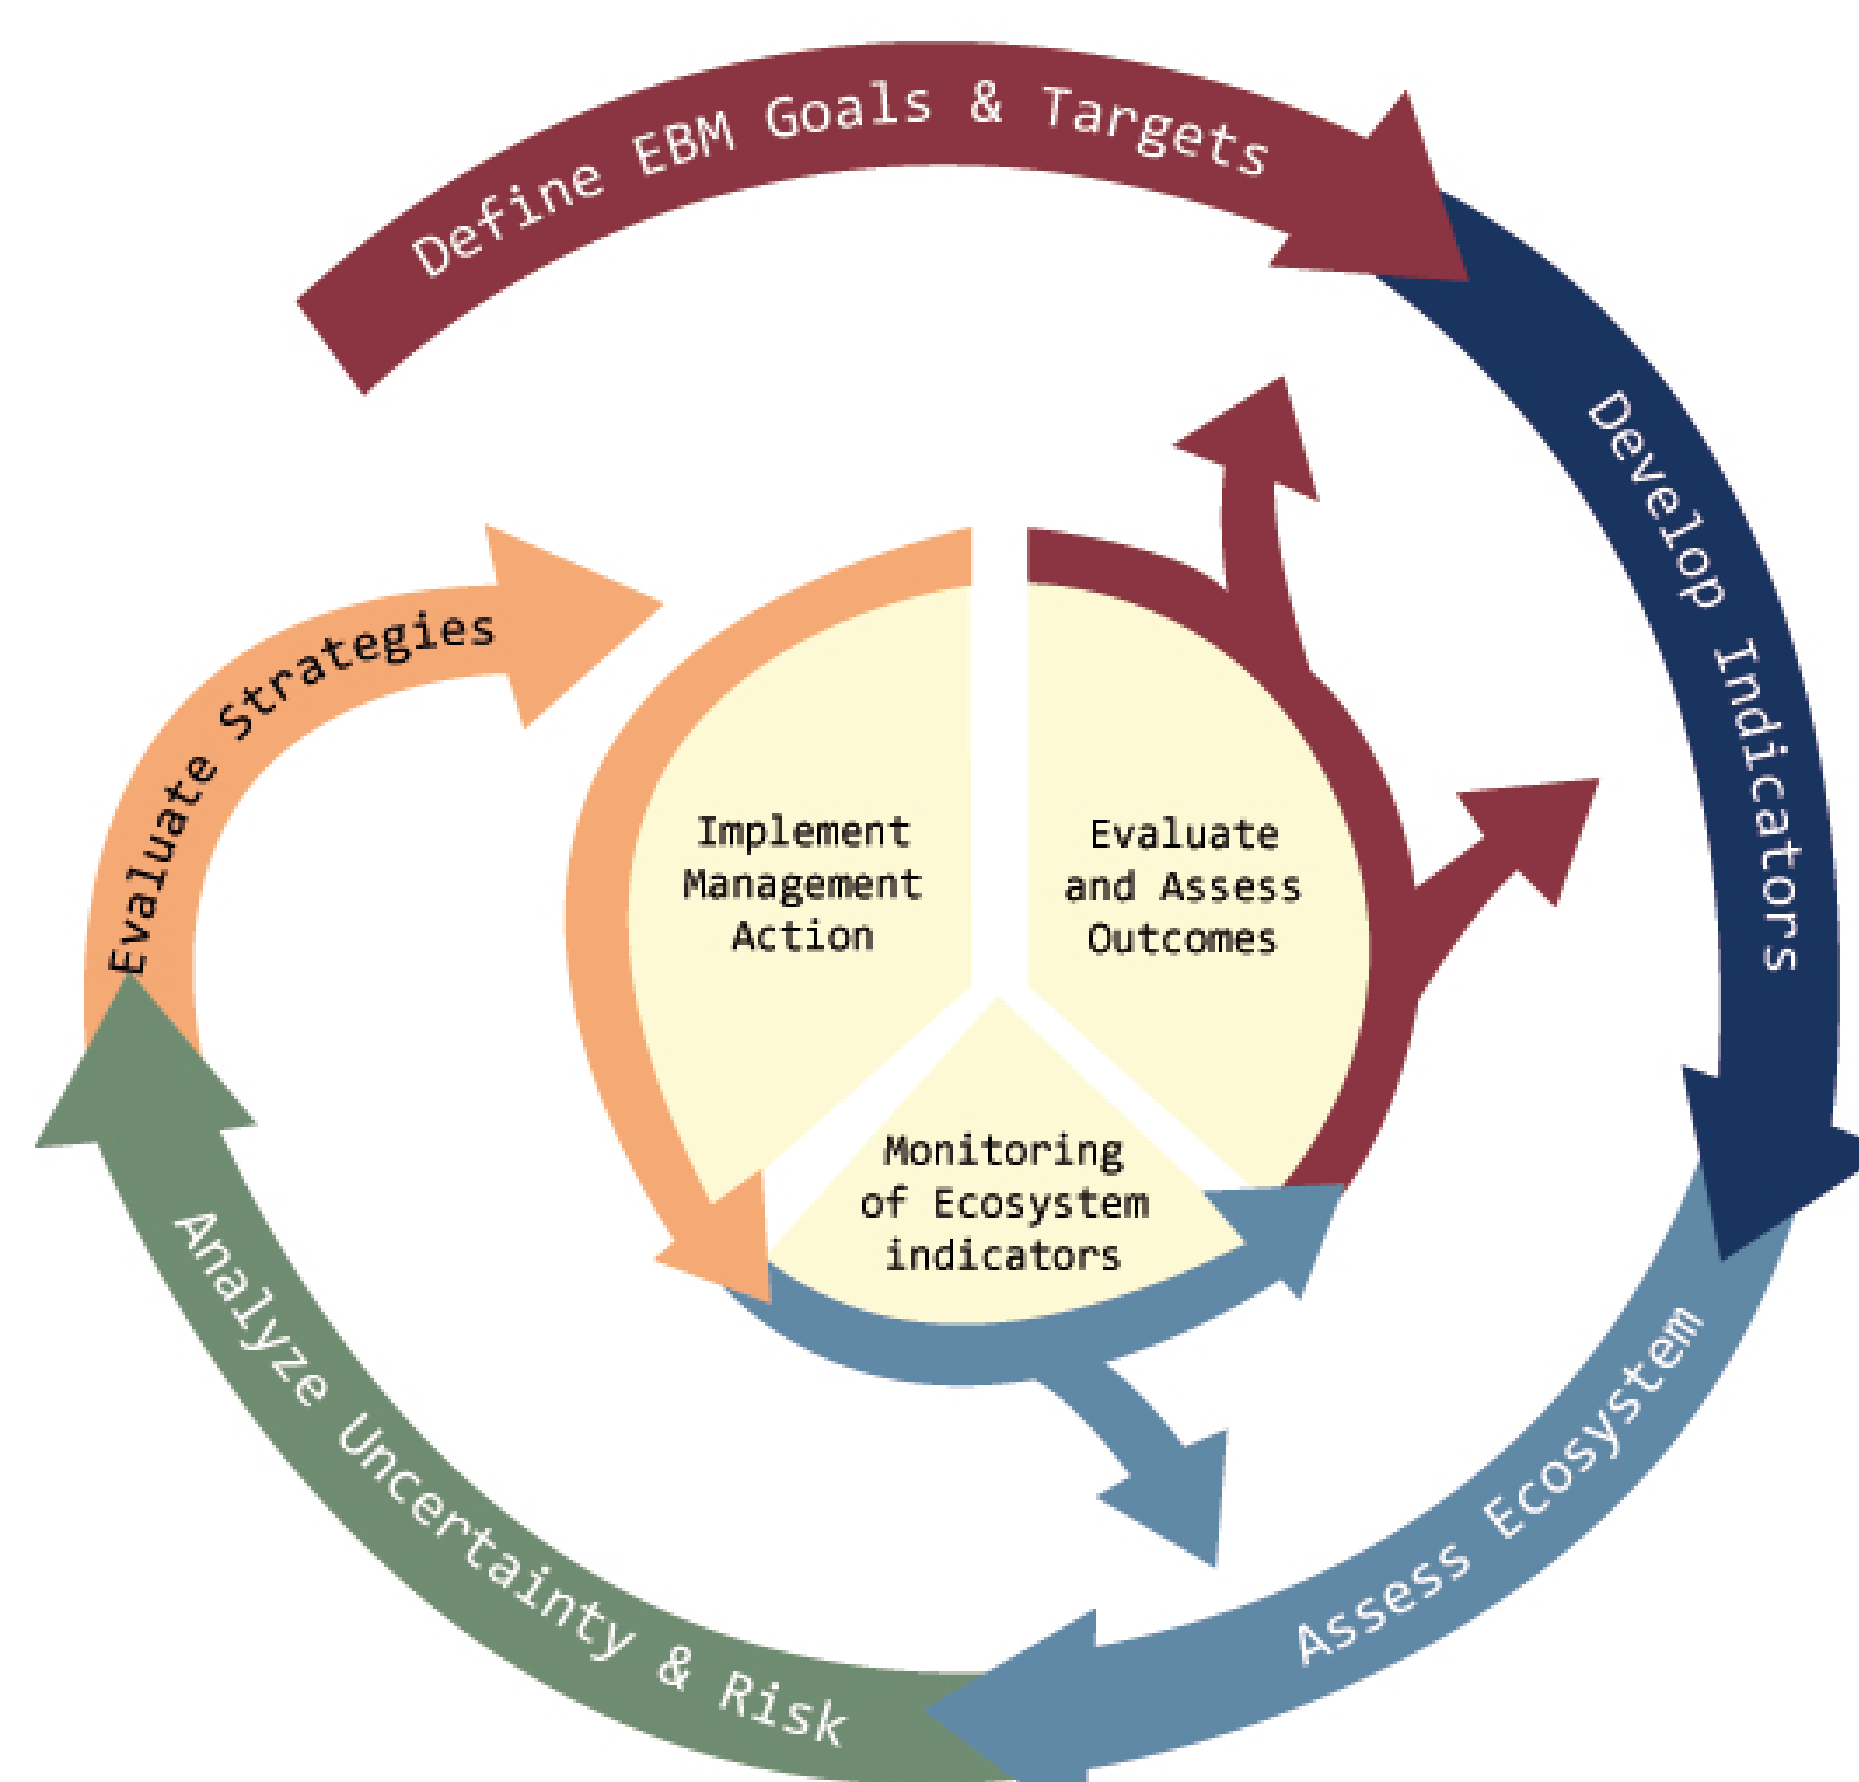 Define EBM Goals & Targets
Develop Indicators
Assess Ecosystem
Analyze Uncertainty & Risk
Evaluate Strategies
Implement
Management
Action
Evaluate
and Assess
Outcomes
Monitoring
of Ecosystem
indicators